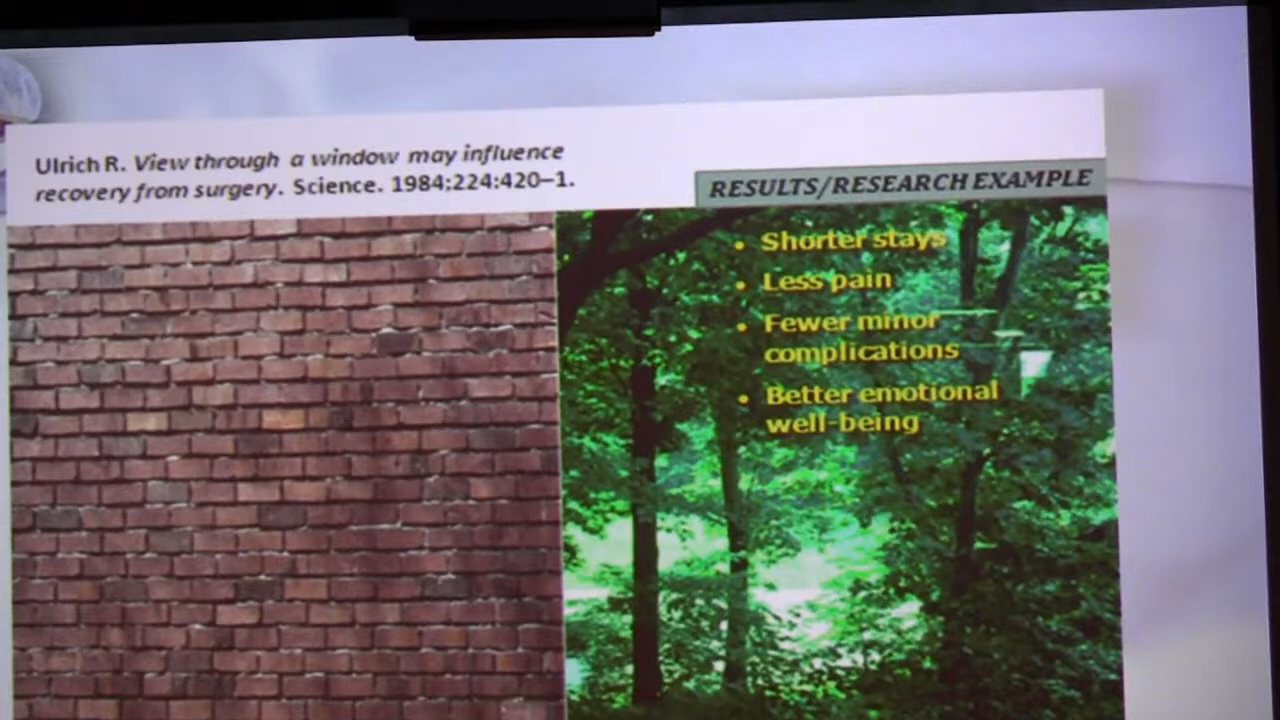 Ulrich R. View through a window may influence
recovery from surgery. Science. 1984;224:420–1.
RESULTS/RESEARCH EXAMPLE
• Shorter stays
• Less pain
• Fewer minor
complications
• Better emotional
well-being